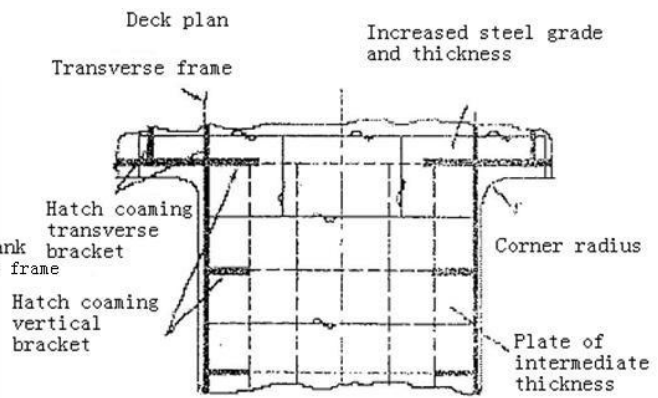 Deck plan
Increased steel grade
and thickness
Transverse frame
Hatch coaming
transverse
bracket
ank
frame
Corner radius
Hatch coaming
vertical
bracket
Plate of
intermediate
thickness